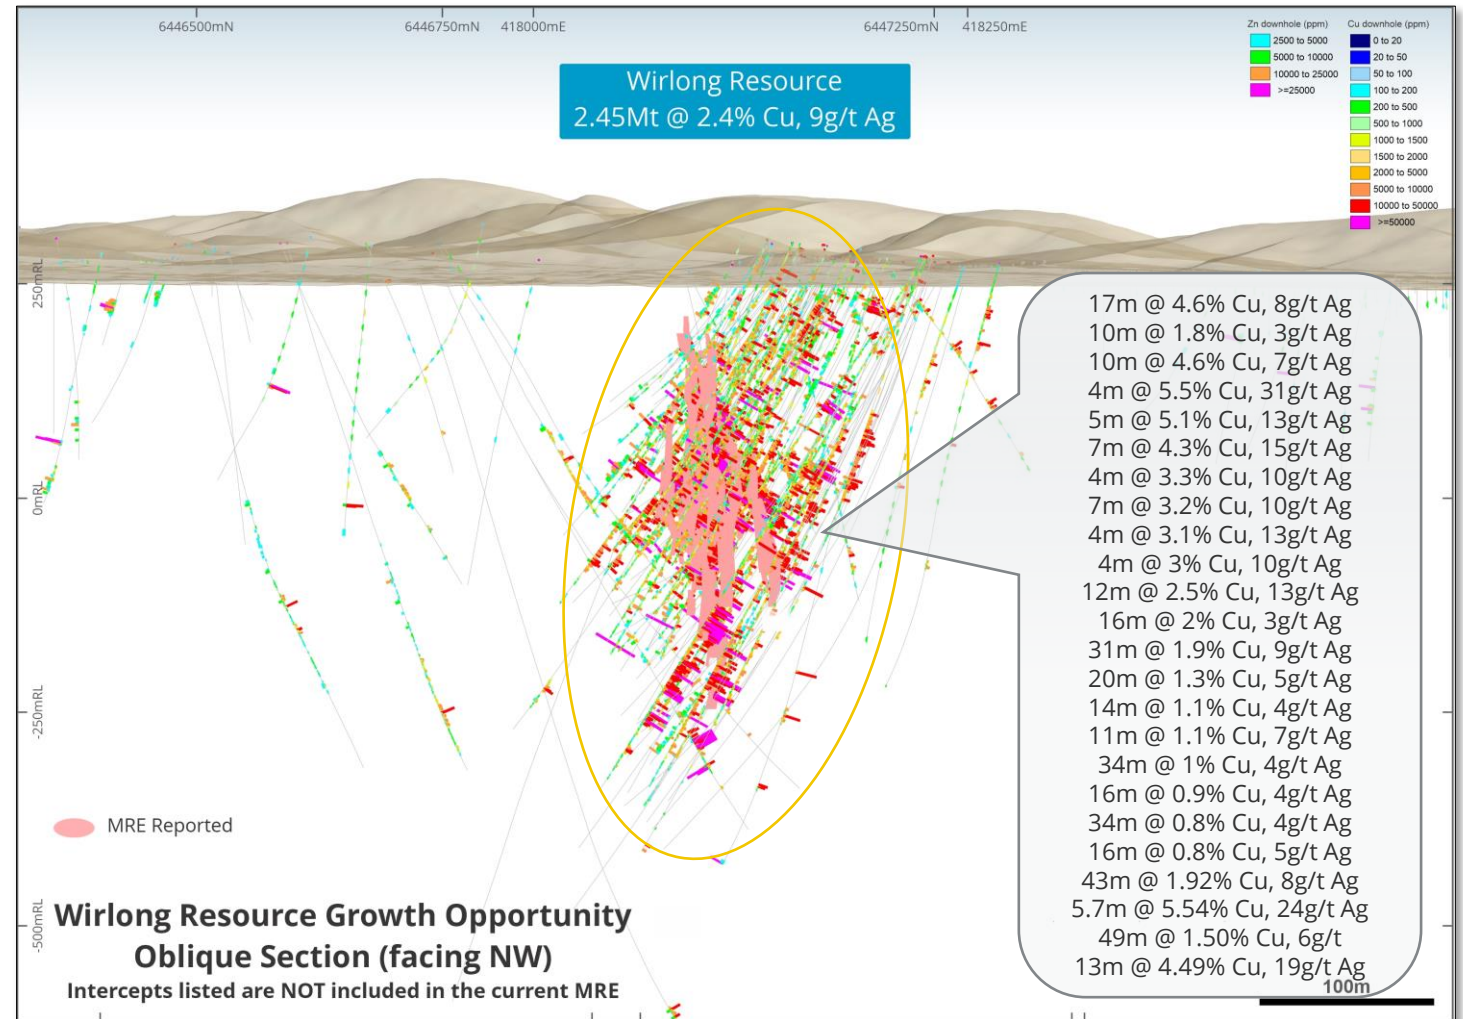 6446500mN
6446750mN
418000mE
6447250mN
418250mE
Zn downhole (ppm)
2500 to 5000
5000 to 10000
10000 to 25000
>=25000
Cu downhole (ppm)
0 to 20
20 to 50
50 to 100
100 to 200
200 to 500
500 to 1000
1000 to 1500
1500 to 2000
2000 to 5000
5000 to 10000
10000 to 50000
>=50000
Wirlong Resource
2.45Mt @ 2.4% Cu, 9g/t Ag
250mRL
0mRL
-250mRL
-500mRL
17m @ 4.6% Cu, 8g/t Ag
10m @ 1.8% Cu, 3g/t Ag
10m @ 4.6% Cu, 7g/t Ag
4m @ 5.5% Cu, 31g/t Ag
5m @ 5.1% Cu, 13g/t Ag
7m @ 4.3% Cu, 15g/t Ag
4m @ 3.3% Cu, 10g/t Ag
7m @ 3.2% Cu, 10g/t Ag
4m @ 3.1% Cu, 13g/t Ag
4m @ 3% Cu, 10g/t Ag
12m @ 2.5% Cu, 13g/t Ag
16m @ 2% Cu, 3g/t Ag
31m @ 1.9% Cu, 9g/t Ag
20m @ 1.3% Cu, 5g/t Ag
14m @ 1.1% Cu, 4g/t Ag
11m @ 1.1% Cu, 7g/t Ag
34m @ 1% Cu, 4g/t Ag
16m @ 0.9% Cu, 4g/t Ag
34m @ 0.8% Cu, 4g/t Ag
16m @ 0.8% Cu, 5g/t Ag
43m @ 1.92% Cu, 8g/t Ag
5.7m @ 5.54% Cu, 24g/t Ag
49m @ 1.50% Cu, 6g/t
13m @ 4.49% Cu, 19g/t Ag
100m
MRE Reported
Wirlong Resource Growth Opportunity
Oblique Section (facing NW)
Intercepts listed are NOT included in the current MRE